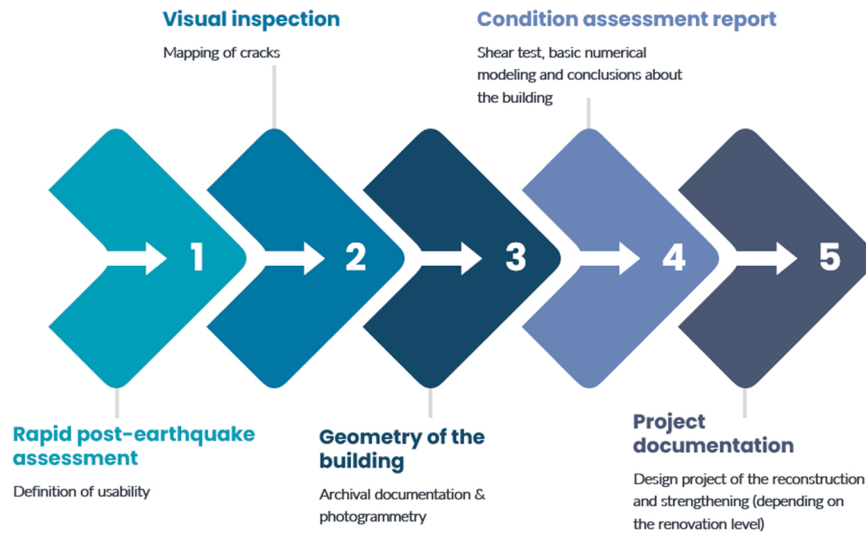 Visual inspection
Mapping of cracks
Condition assessment report
Shear test, basic numerical
modeling and conclusions about
the building
1
2
3
4
5
Rapid post-earthquake
assessment
Definition of usability
Geometry of the
building
Archival documentation &
photogrammetry
Project
documentation
Design project of the reconstruction
and strengthening (depending on
the renovation level)